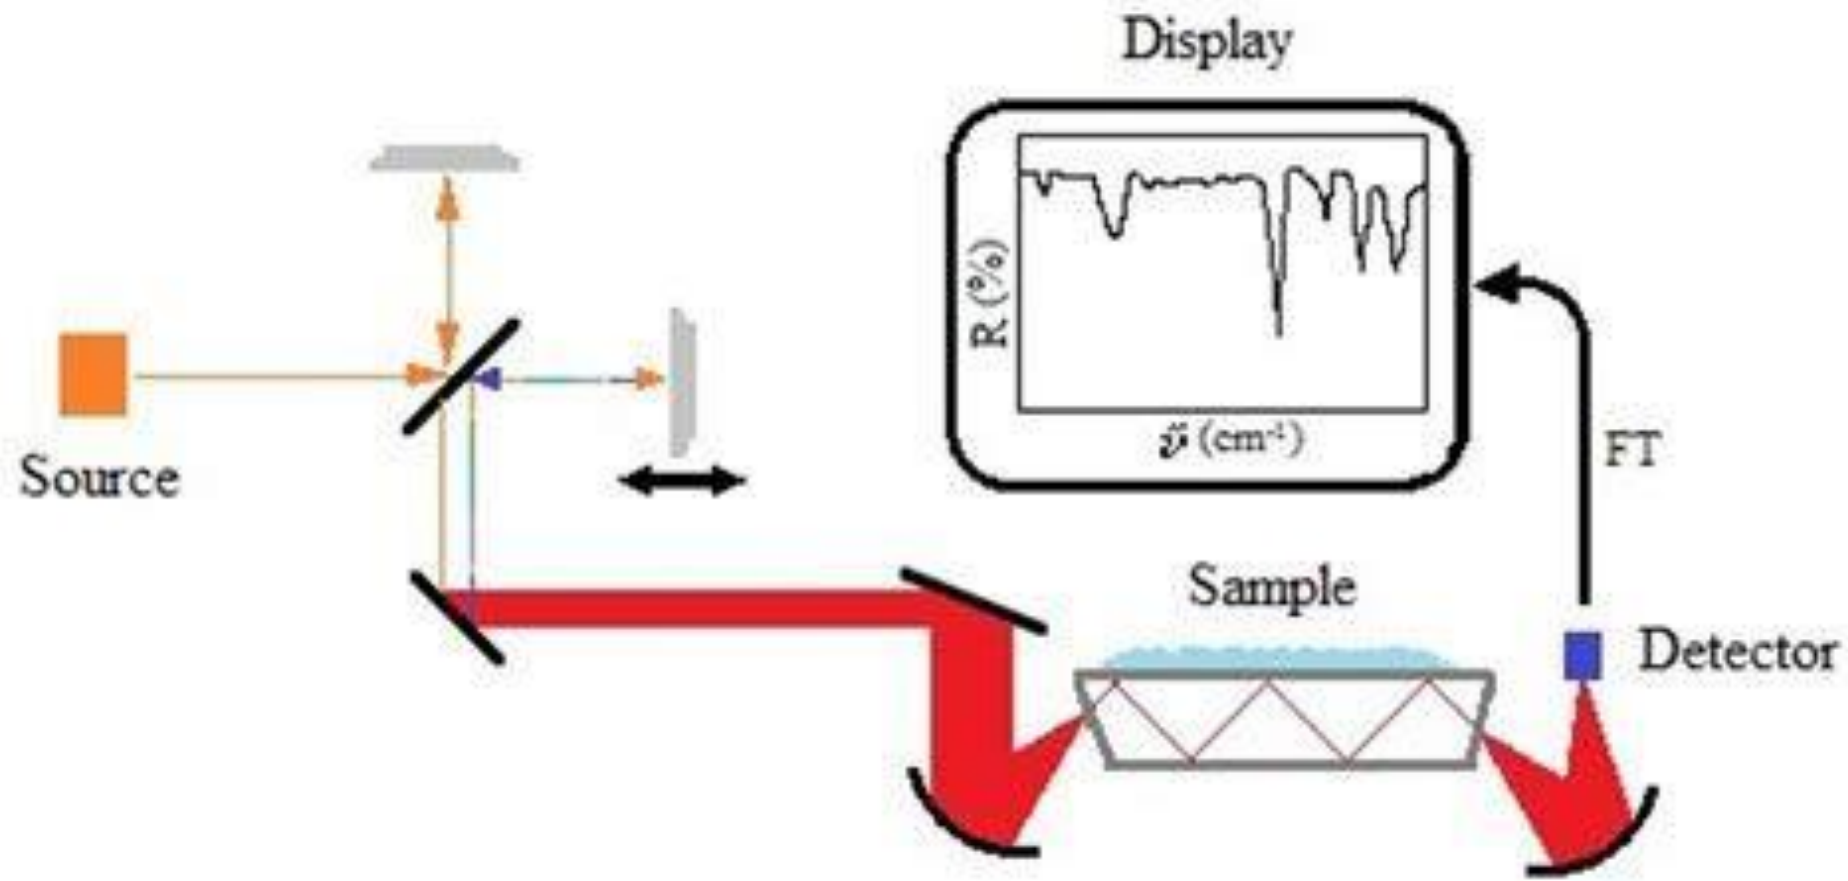 Display
R (%)
ῦ (cm⁻¹)
Source
FT
Sample
Detector